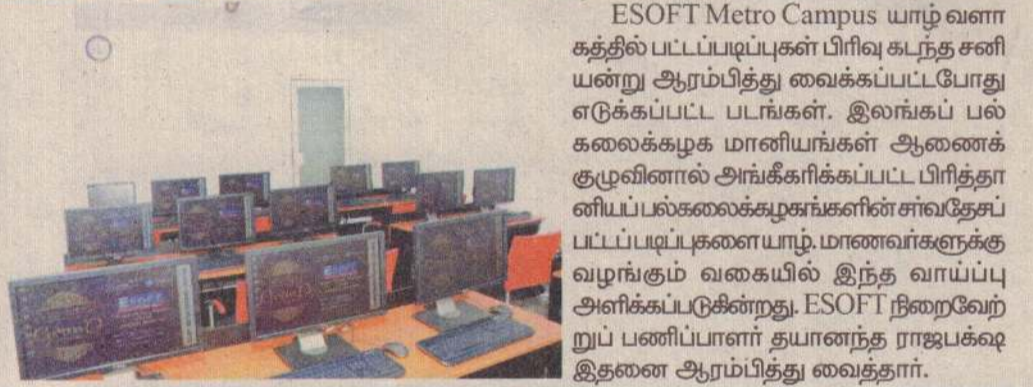 ESOFT Metro Campus யாழ் வளா
கத்தில் பட்டப்படிப்புகள் பிரிவு கடந்த சனி
யன்று ஆரம்பித்து வைக்கப்பட்டபோது
எடுக்கப்பட்ட படங்கள். இலங்கப் பல்
கலைக்கழக மானியங்கள் ஆணைக்
குழுவினால் அங்கீகரிக்கப்பட்ட பிரித்தா
னியப் பல்கலைக்கழகங்களின் சர்வதேசப்
பட்டப் படிப்புகளை யாழ். மாணவர்களுக்கு
வழங்கும் வகையில் இந்த வாய்ப்பு
அளிக்கப்படுகின்றது. ESOFT நிறைவேற்
றுப் பணிப்பாளர் தயானந்த ராஜபக்ஷ
இதனை ஆரம்பித்து வைத்தார்.
ESOFT
ESOFT